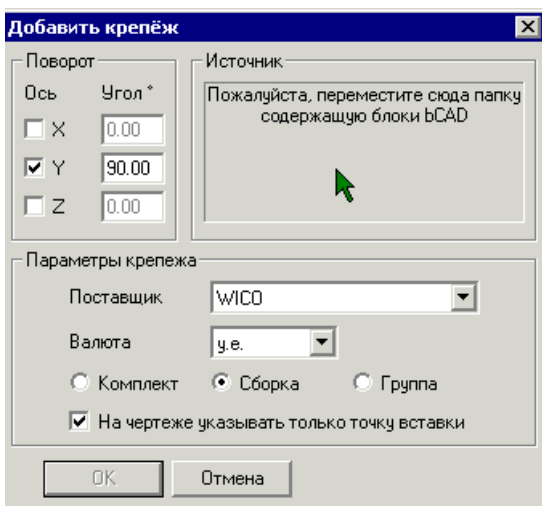 Добавить крепёж
Поворот
Ось Угол °
X 0.00
Y 90.00
Z 0.00
Источник
Пожалуйста, переместите сюда папку
содержащую блоки bCAD
Параметры крепежа
Поставщик WICO
Валюта у.е.
Комплект Сборка Группа
На чертеже указывать только точку вставки
OK Отмена